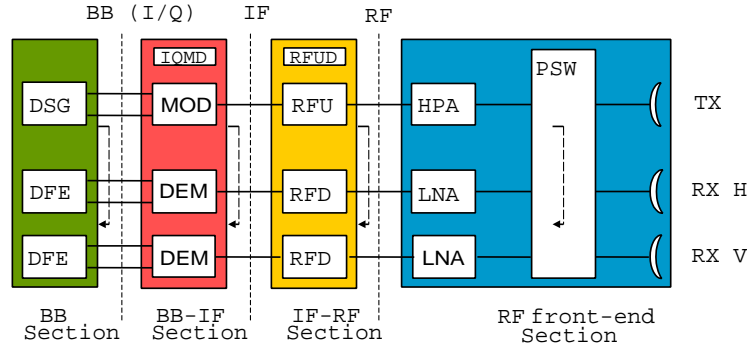 BB (I/Q)
IF
RF
IQMD
RFUD
PSW
DSG
MOD
RFU
HPA
TX
DFE
DEM
RFD
LNA
RX H
DFE
DEM
RFD
LNA
RX V
BB
Section
BB-IF
Section
IF-RF
Section
RF front-end
Section